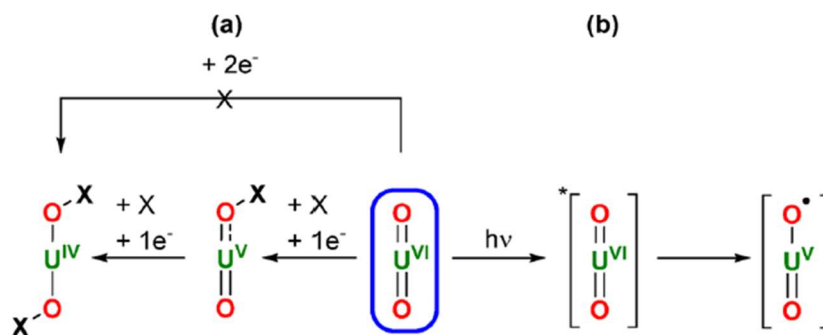 (a) (b)
+ 2e⁻
X
O-X + X O-X + X O * O O•
U^IV + 1e⁻ U^V + 1e⁻ U^VI hν U^VI U^V
X-O O O O O